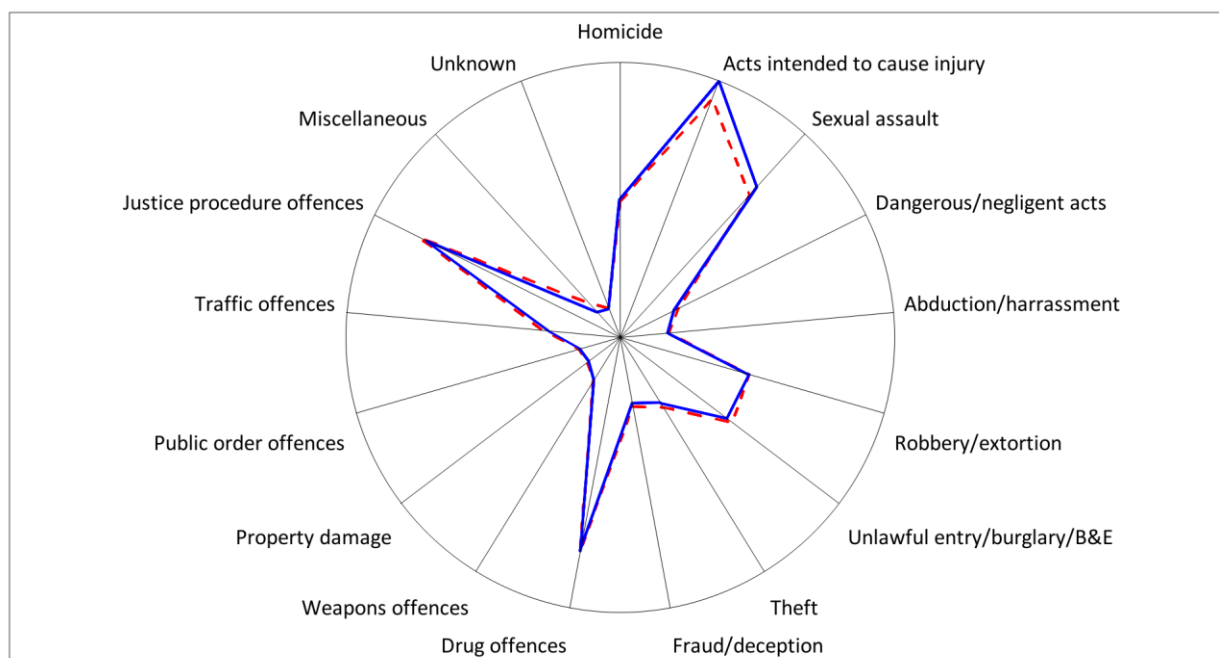 Homicide
Unknown
Acts intended to cause injury
Miscellaneous
Sexual assault
Justice procedure offences
Dangerous/negligent acts
Traffic offences
Abduction/harrassment
Public order offences
Robbery/extortion
Property damage
Unlawful entry/burglary/B&E
Weapons offences
Theft
Drug offences
Fraud/deception